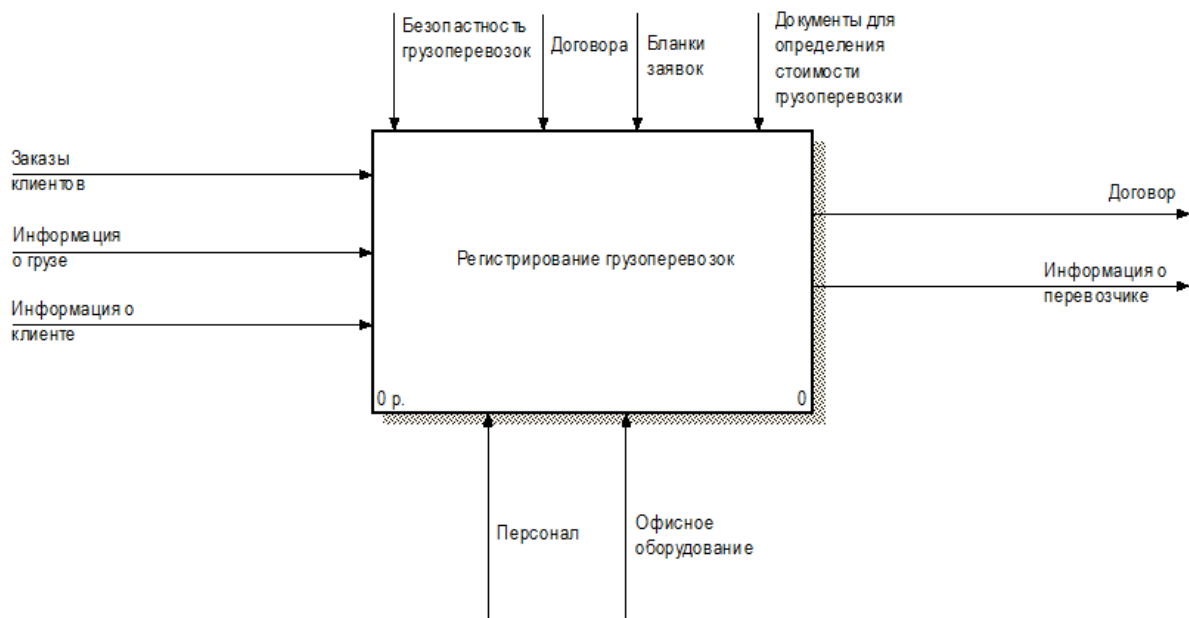 Безопастность
грузоперевозок
Договора
Бланки
заявок
Документы для
определения
стоимости
грузоперевозки
Заказы
клиентов
Информация
о грузе
Информация о
клиенте
Регистрирование грузоперевозок
0 р.
0
Договор
Информация о
перевозчике
Персонал
Офисное
оборудование